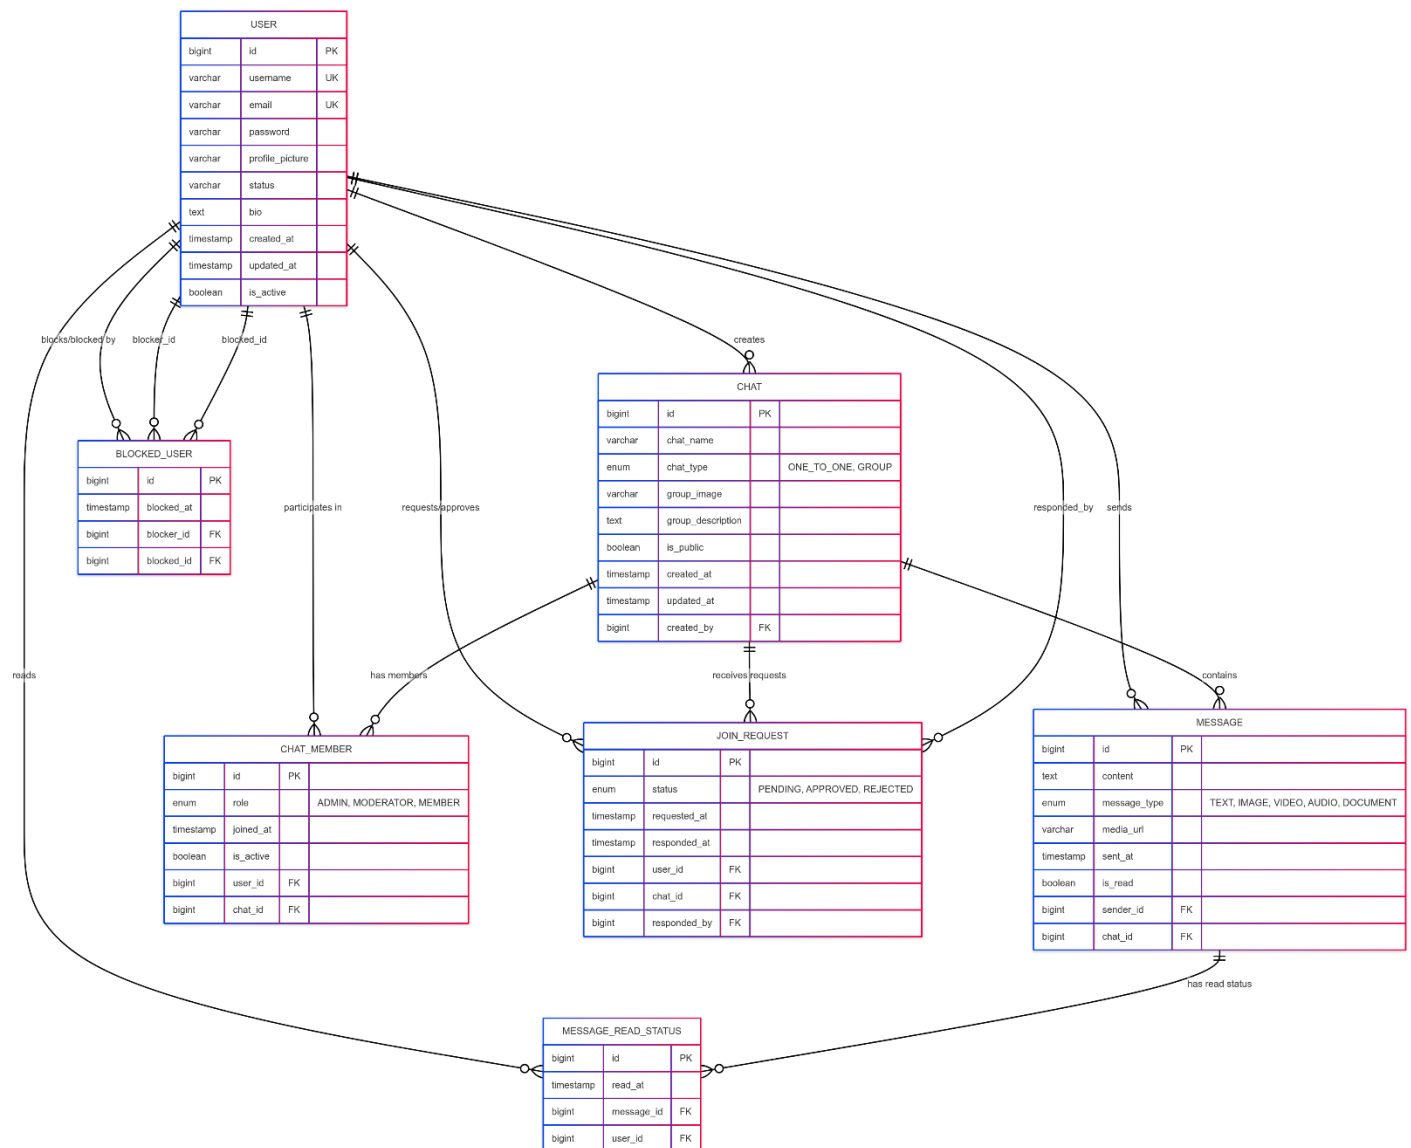 USER
bigint id PK
varchar username UK
varchar email UK
varchar password
varchar profile_picture
varchar status
text bio
timestamp created_at
timestamp updated_at
boolean is_active
blocks/blocked by
blocker_id
blocked_id
creates
CHAT
bigint id PK
varchar chat_name
enum chat_type ONE_TO_ONE, GROUP
varchar group_image
text group_description
boolean is_public
timestamp created_at
timestamp updated_at
bigint created_by FK
BLOCKED_USER
bigint id PK
timestamp blocked_at
bigint blocker_id FK
bigint blocked_id FK
participates in
requests/approves
responded_by
sends
reads
has members
receives requests
contains
CHAT_MEMBER
bigint id PK
enum role ADMIN, MODERATOR, MEMBER
timestamp joined_at
boolean is_active
bigint user_id FK
bigint chat_id FK
JOIN_REQUEST
bigint id PK
enum status PENDING, APPROVED, REJECTED
timestamp requested_at
timestamp responded_at
bigint user_id FK
bigint chat_id FK
bigint responded_by FK
MESSAGE
bigint id PK
text content
enum message_type TEXT, IMAGE, VIDEO, AUDIO, DOCUMENT
varchar media_url
timestamp sent_at
boolean is_read
bigint sender_id FK
bigint chat_id FK
has read status
MESSAGE_READ_STATUS
bigint id PK
timestamp read_at
bigint message_id FK
bigint user_id FK